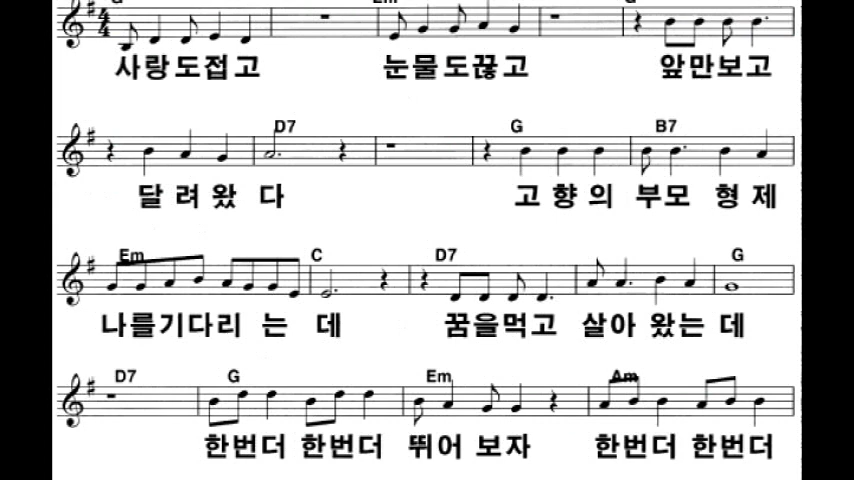 G Em G
사랑도접고 눈물도끊고 앞만보고
D7 G B7
달려왔다 고향의 부모 형제
Em C D7 G
나를기다리 는 데 꿈을먹고 살아 왔는 데
D7 G Em Am
한번더 한번더 뛰어 보자 한번더 한번더